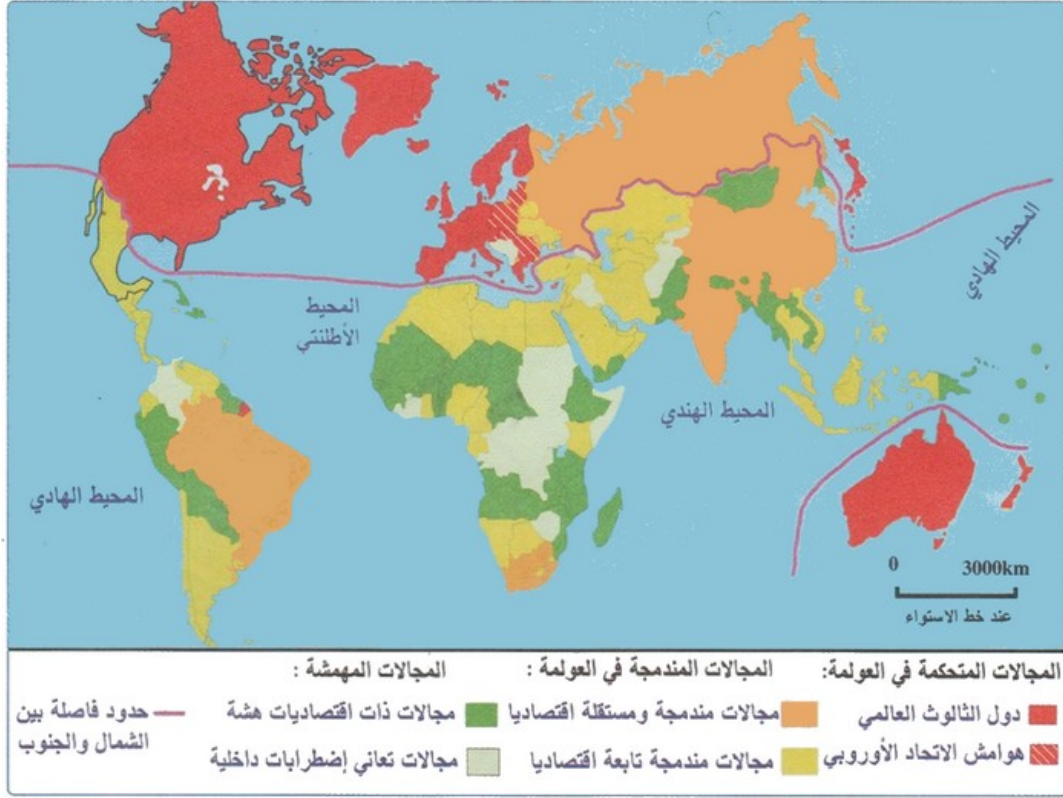 المحيط الهادي
المحيط
الأطلنتي
المحيط الهندي
المحيط الهادي
0 3000km
عند خط الاستواء
المجالات المتحكمة في العولمة:
دول الثالوث العالمي
هوامش الاتحاد الأوروبي
المجالات المندمجة في العولمة :
مجالات مندمجة ومستقلة اقتصاديا
مجالات مندمجة تابعة اقتصاديا
المجالات المهمشة :
مجالات ذات اقتصاديات هشة
مجالات تعاني إضطرابات داخلية
حدود فاصلة بين
الشمال والجنوب